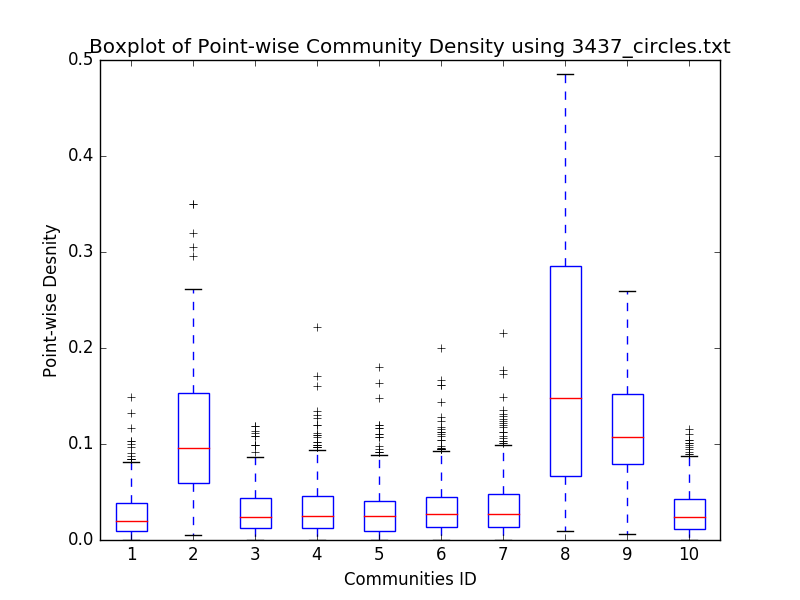 Boxplot of Point-wise Community Density using 3437_circles.txt
0.5
0.4
0.3
0.2
0.1
0.0
Point-wise Desnity
1 2 3 4 5 6 7 8 9 10
Communities ID